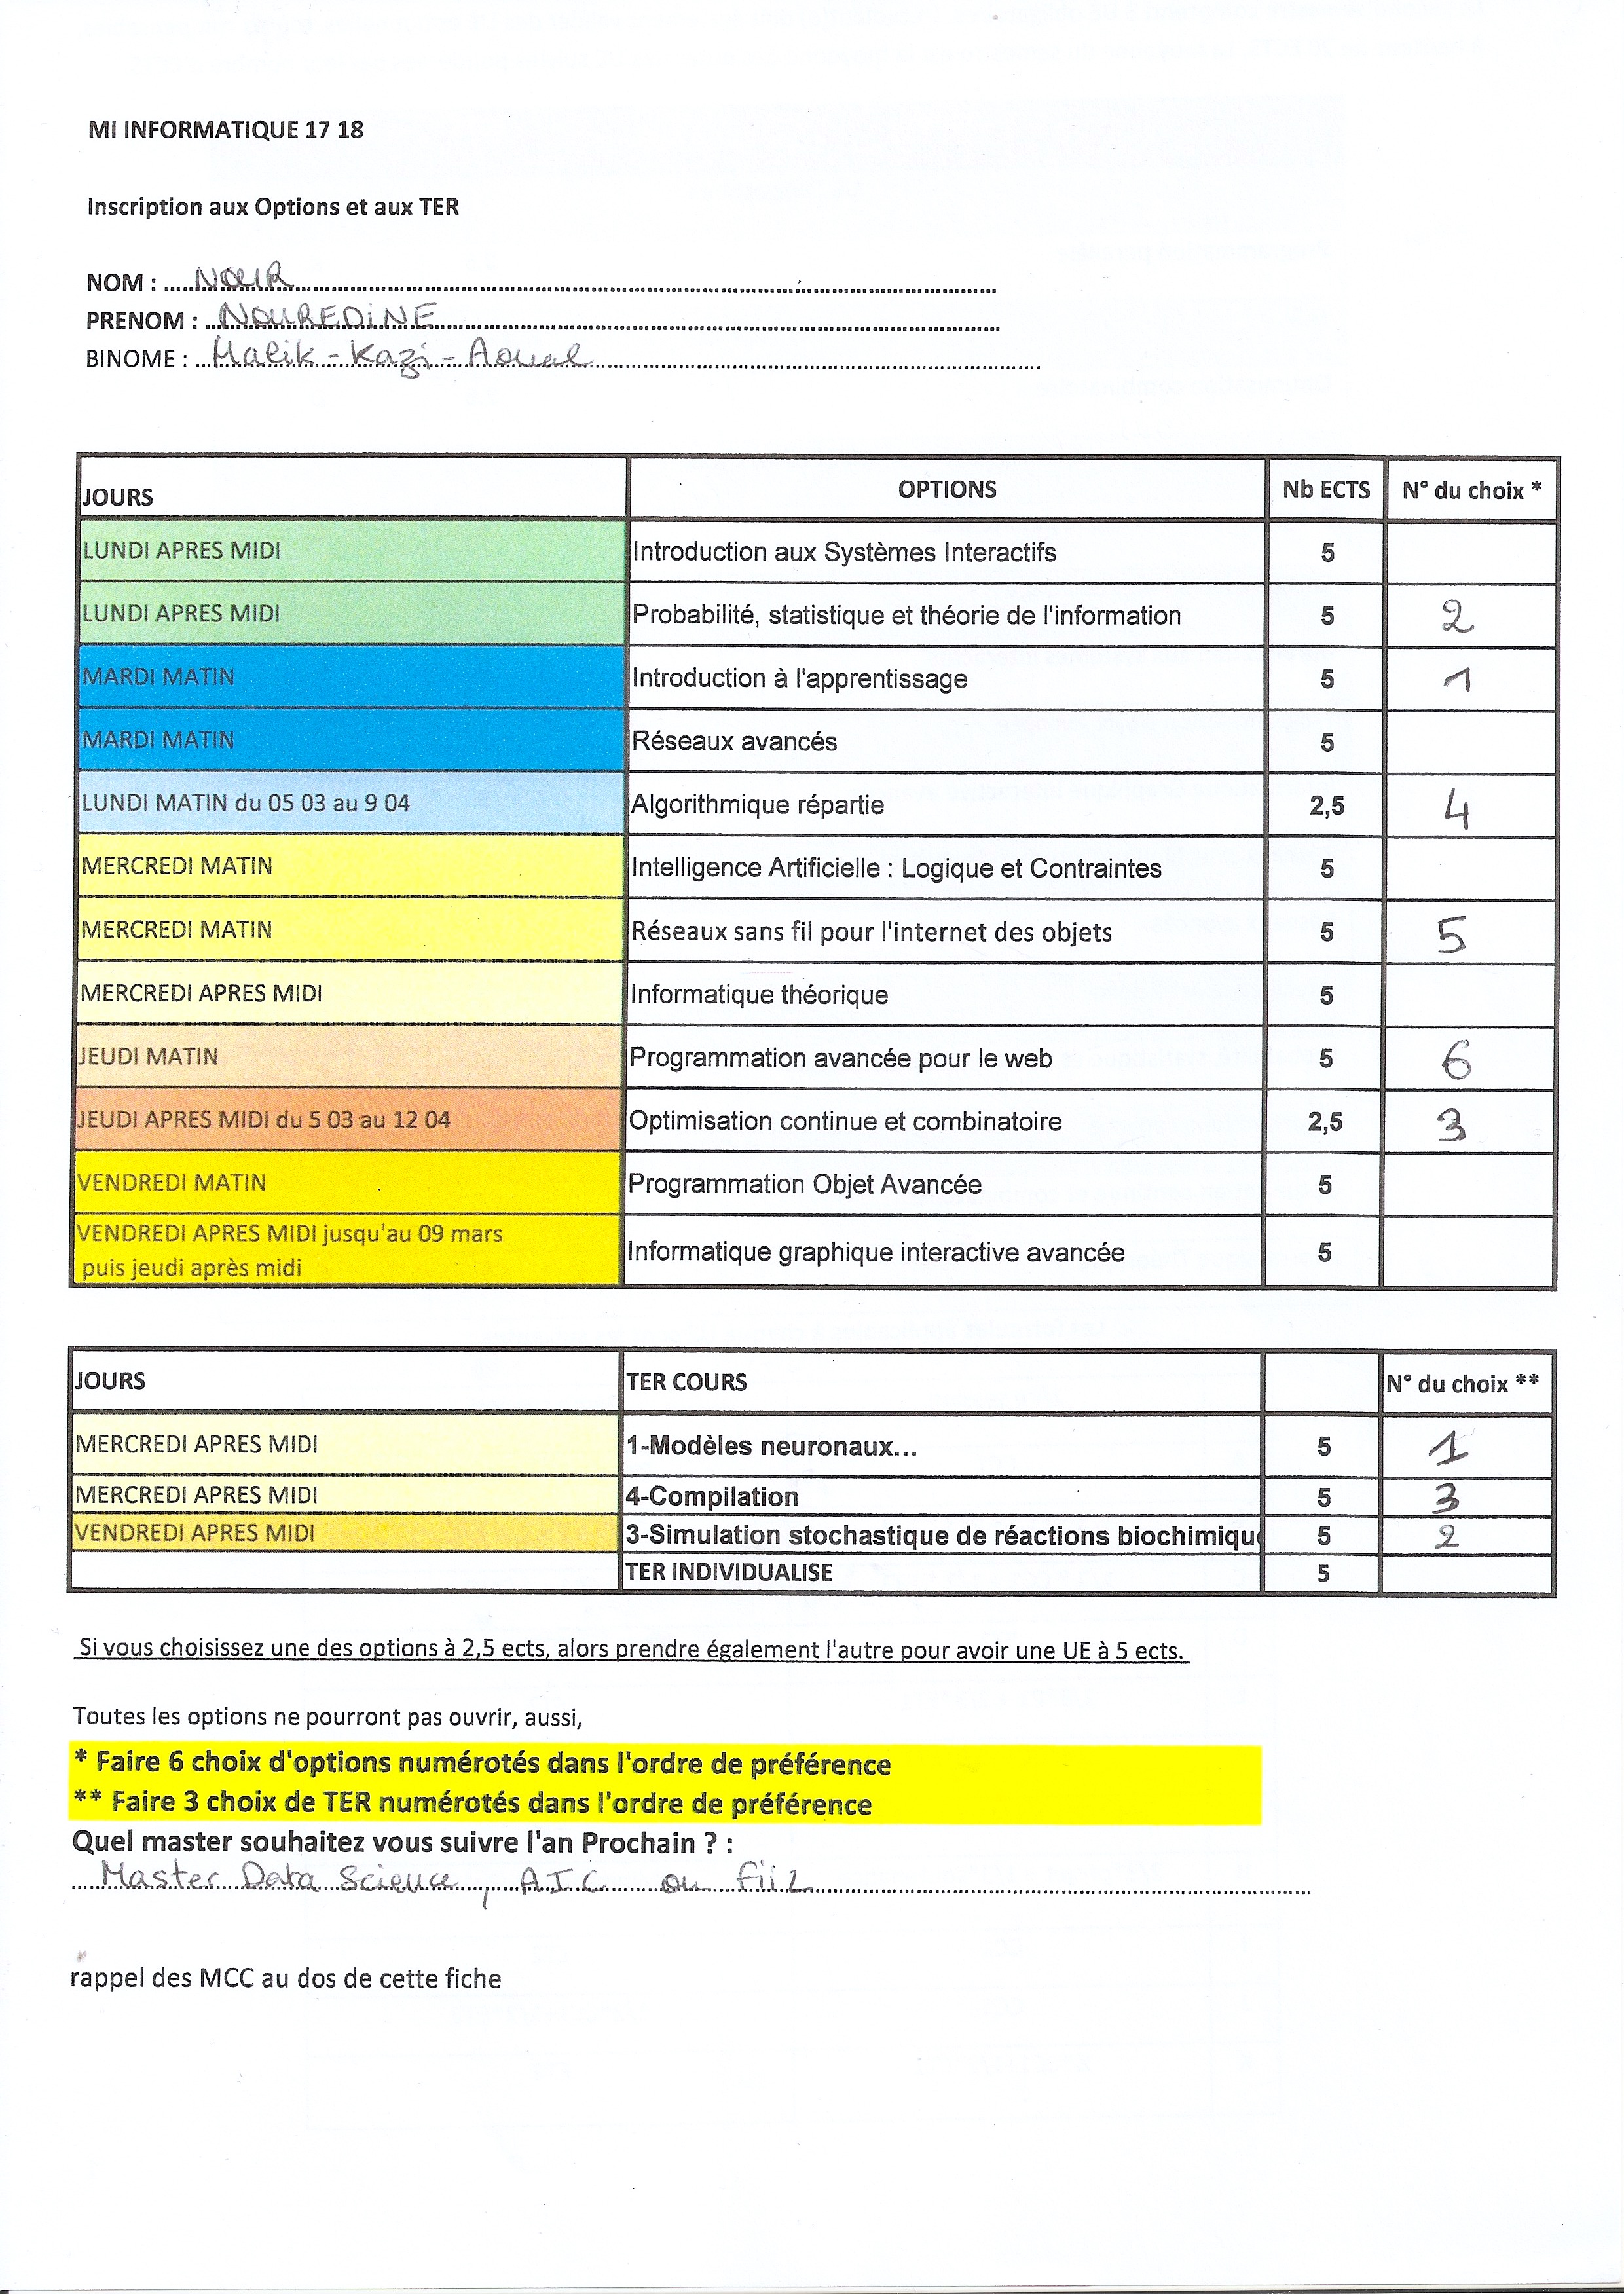 MI INFORMATIQUE 17 18
Inscription aux Options et aux TER
NOM : NOUR
PRENOM : NOUREDINE
BINOME : Malik-Kazi-Aoual
JOURS OPTIONS Nb ECTS N° du choix *
LUNDI APRES MIDI Introduction aux Systèmes Interactifs 5
LUNDI APRES MIDI Probabilité, statistique et théorie de l'information 5 2
MARDI MATIN Introduction à l'apprentissage 5 1
MARDI MATIN Réseaux avancés 5
LUNDI MATIN du 05 03 au 9 04 Algorithmique répartie 2,5 4
MERCREDI MATIN Intelligence Artificielle : Logique et Contraintes 5
MERCREDI MATIN Réseaux sans fil pour l'internet des objets 5 5
MERCREDI APRES MIDI Informatique théorique 5
JEUDI MATIN Programmation avancée pour le web 5 6
JEUDI APRES MIDI du 5 03 au 12 04 Optimisation continue et combinatoire 2,5 3
VENDREDI MATIN Programmation Objet Avancée 5
VENDREDI APRES MIDI jusqu'au 09 mars
puis jeudi après midi Informatique graphique interactive avancée 5
JOURS TER COURS N° du choix **
MERCREDI APRES MIDI 1-Modèles neuronaux... 5 1
MERCREDI APRES MIDI 4-Compilation 5 3
VENDREDI APRES MIDI 3-Simulation stochastique de réactions biochimiqu 5 2
TER INDIVIDUALISE 5
Si vous choisissez une des options à 2,5 ects, alors prendre également l'autre pour avoir une UE à 5 ects.
Toutes les options ne pourront pas ouvrir, aussi,
* Faire 6 choix d'options numérotés dans l'ordre de préférence
** Faire 3 choix de TER numérotés dans l'ordre de préférence
Quel master souhaitez vous suivre l'an Prochain ? :
Master Data Science, AIC ou fiil
rappel des MCC au dos de cette fiche